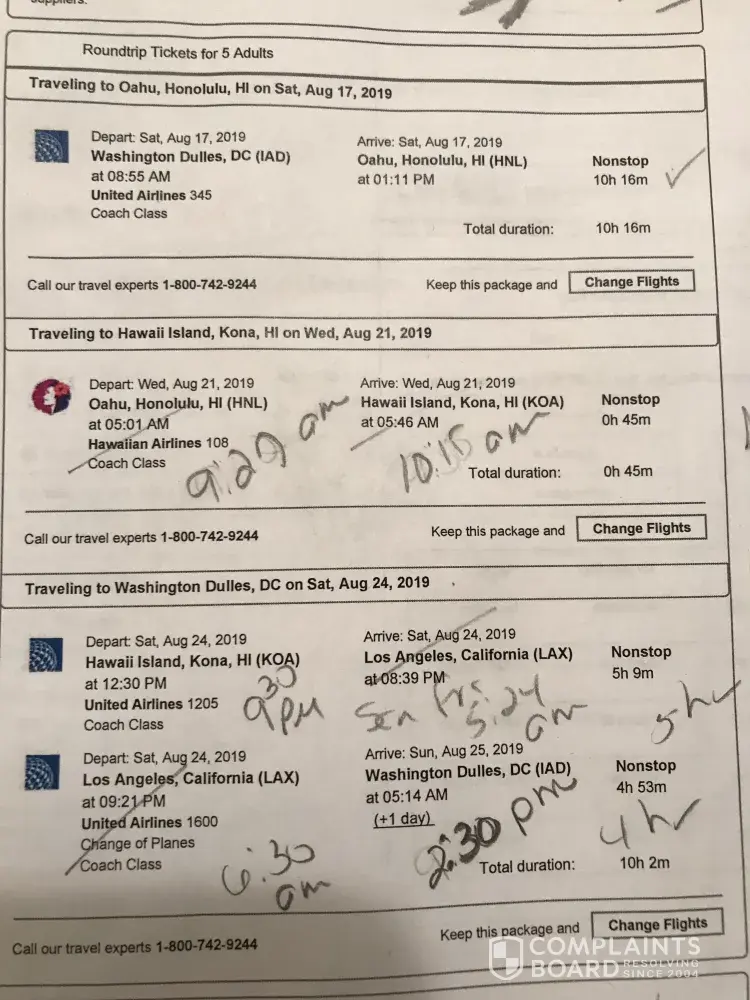 suppliers.
Roundtrip Tickets for 5 Adults
Traveling to Oahu, Honolulu, HI on Sat, Aug 17, 2019
Depart: Sat, Aug 17, 2019
Washington Dulles, DC (IAD)
at 08:55 AM
United Airlines 345
Coach Class
Arrive: Sat, Aug 17, 2019
Oahu, Honolulu, HI (HNL)
at 01:11 PM
Nonstop
10h 16m
Total duration: 10h 16m
Call our travel experts 1-800-742-9244
Keep this package and Change Flights
Traveling to Hawaii Island, Kona, HI on Wed, Aug 21, 2019
Depart: Wed, Aug 21, 2019
Oahu, Honolulu, HI (HNL)
at 05:01 AM
Hawaiian Airlines 108
Coach Class
9:29 am
Arrive: Wed, Aug 21, 2019
Hawaii Island, Kona, HI (KOA)
at 05:46 AM
10:15 am
Nonstop
0h 45m
Total duration: 0h 45m
Call our travel experts 1-800-742-9244
Keep this package and Change Flights
Traveling to Washington Dulles, DC on Sat, Aug 24, 2019
Depart: Sat, Aug 24, 2019
Hawaii Island, Kona, HI (KOA)
at 12:30 PM
United Airlines 1205
Coach Class
9 30 PM
Arrive: Sat, Aug 24, 2019
Los Angeles, California (LAX)
at 08:39 PM
5:24
am
Nonstop
5h 9m
5 hr
Depart: Sat, Aug 24, 2019
Los Angeles, California (LAX)
at 09:21 PM
United Airlines 1600
Change of Planes
Coach Class
6:30
am
Arrive: Sun, Aug 25, 2019
Washington Dulles, DC (IAD)
at 05:14 AM
(+1 day)
2:30 pm
Nonstop
4h 53m
4 hr
Total duration: 10h 2m
Call our travel experts 1-800-742-9244
Keep this package and Change Flights
COMPLAINTS
BOARD RESOLVING
SINCE 2004